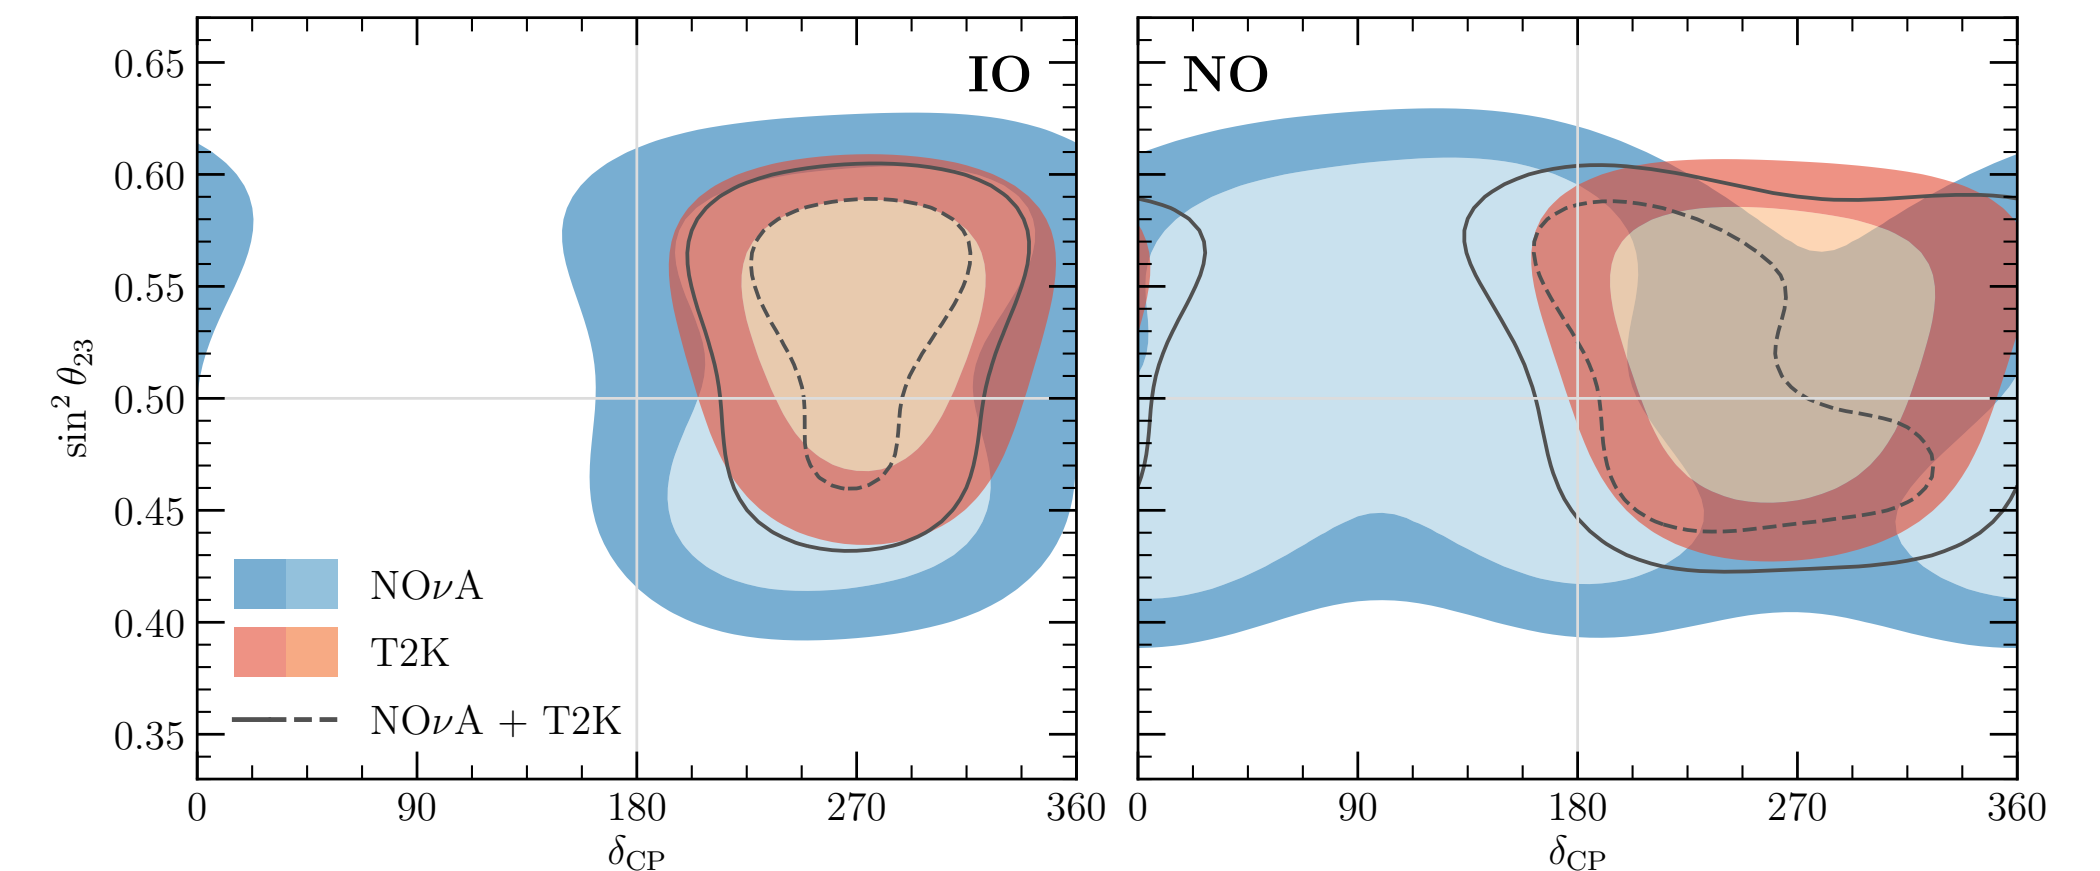 IO
NO
0.65
0.60
0.55
0.50
0.45
0.40
0.35
sin² θ₂₃
NOνA
T2K
NOνA + T2K
0 90 180 270 360
0 90 180 270 360
δCP
δCP